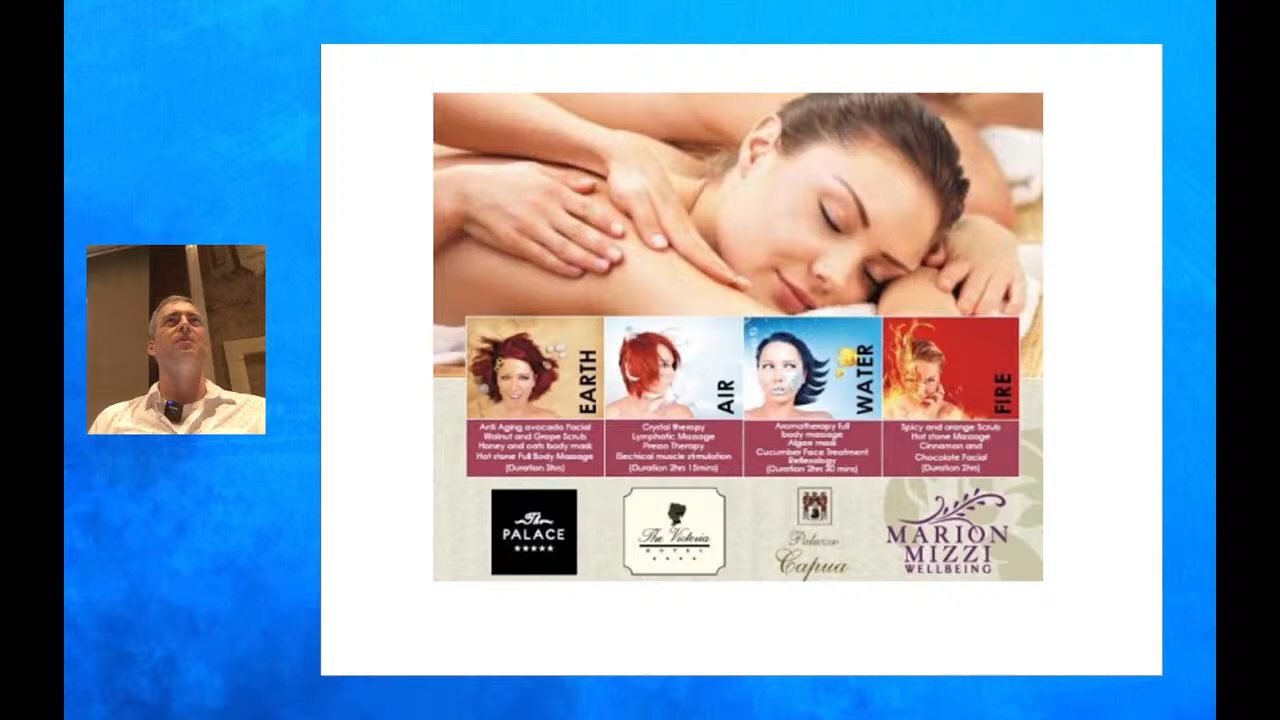 EARTH
Anti Aging avocado Facial
Walnut and Grape Scrub
Honey and oats body mask
Hot stone Full Body Massage
(Duration 3hrs)
AIR
Crystal therapy
Lymphatic Massage
Presso Therapy
Electrical muscle stimulation
(Duration 2hrs 15mins)
WATER
Aromatherapy full
body massage
Algae mask
Cucumber Face Treatment
Reflexology
(Duration 2hrs 30 mins)
FIRE
Spicy and orange Scrub
Hot stone Massage
Cinnamon and
Chocolate Facial
(Duration 2hrs)
The
PALACE
The Victoria
HOTEL
Palazzo
Capua
MARION
MIZZI
WELLBEING